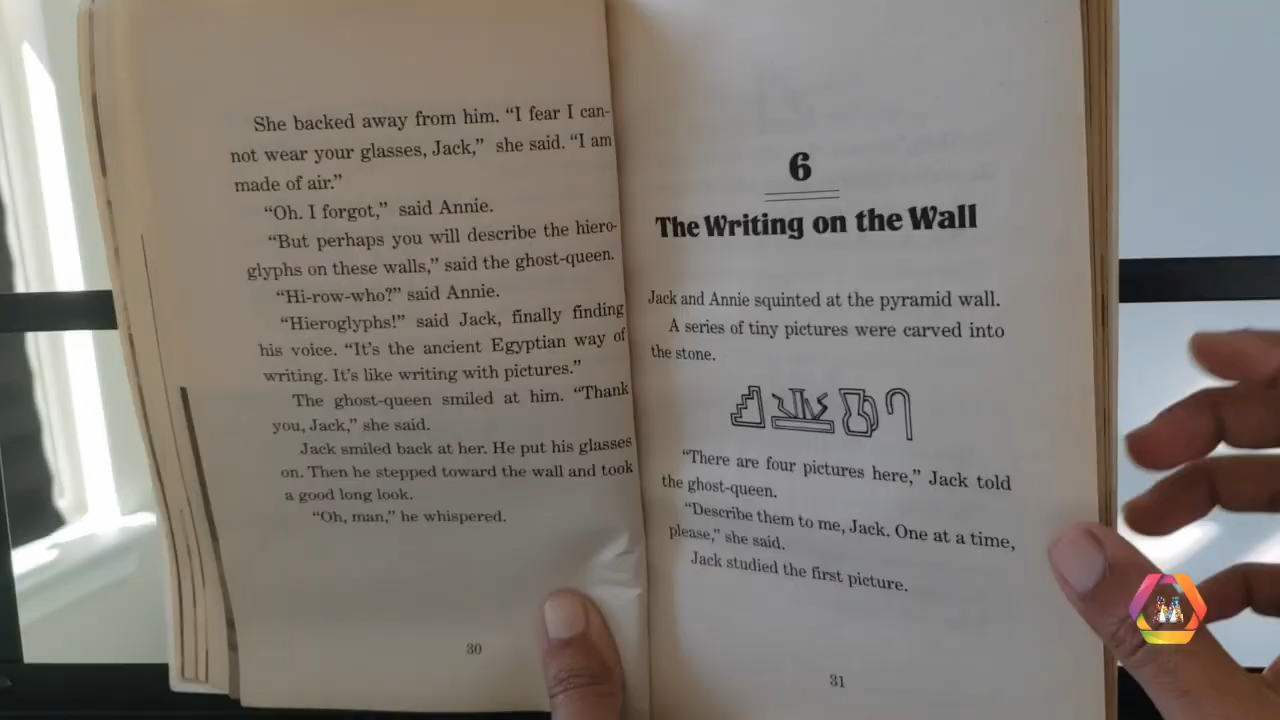 She backed away from him. “I fear I can-
not wear your glasses, Jack,” she said. “I am
made of air.”
“Oh. I forgot,” said Annie.
“But perhaps you will describe the hiero-
glyphs on these walls,” said the ghost-queen.
“Hi-row-who?” said Annie.
“Hieroglyphs!” said Jack, finally finding
his voice. “It’s the ancient Egyptian way of
writing. It’s like writing with pictures.”
The ghost-queen smiled at him. “Thank
you, Jack,” she said.
Jack smiled back at her. He put his glasses
on. Then he stepped toward the wall and took
a good long look.
“Oh, man,” he whispered.
30
6
The Writing on the Wall
Jack and Annie squinted at the pyramid wall.
A series of tiny pictures were carved into
the stone.
“There are four pictures here,” Jack told
the ghost-queen.
“Describe them to me, Jack. One at a time,
please,” she said.
Jack studied the first picture.
31